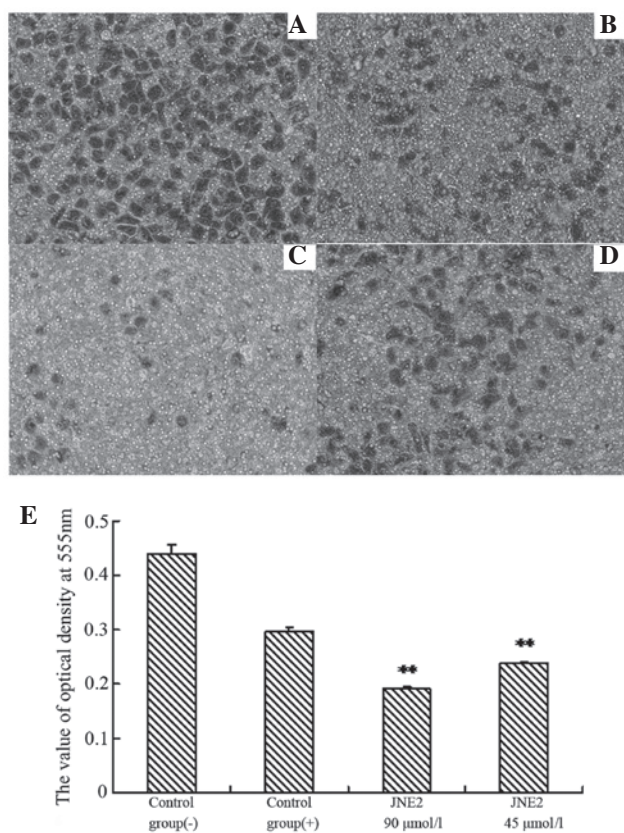 A
B
C
D
E
The value of optical density at 555nm
0.5
0.4
0.3
0.2
0.1
0
**
**
Control group(-)
Control group(+)
JNE2 90 μmol/l
JNE2 45 μmol/l